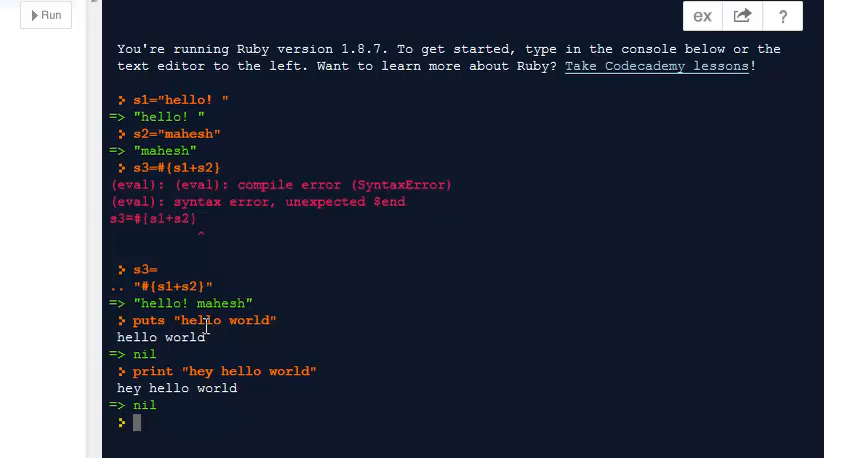 Run
ex
?
You're running Ruby version 1.8.7. To get started, type in the console below or the
text editor to the left. Want to learn more about Ruby? Take Codecademy lessons!
s1="hello! "
=> "hello! "
s2="mahesh"
=> "mahesh"
s3=#{s1+s2}
(eval): (eval): compile error (SyntaxError)
(eval): syntax error, unexpected $end
s3=#{s1+s2}
^
s3=
.. "#{s1+s2}"
=> "hello! mahesh"
puts "hello world"
hello world
=> nil
print "hey hello world"
hey hello world
=> nil